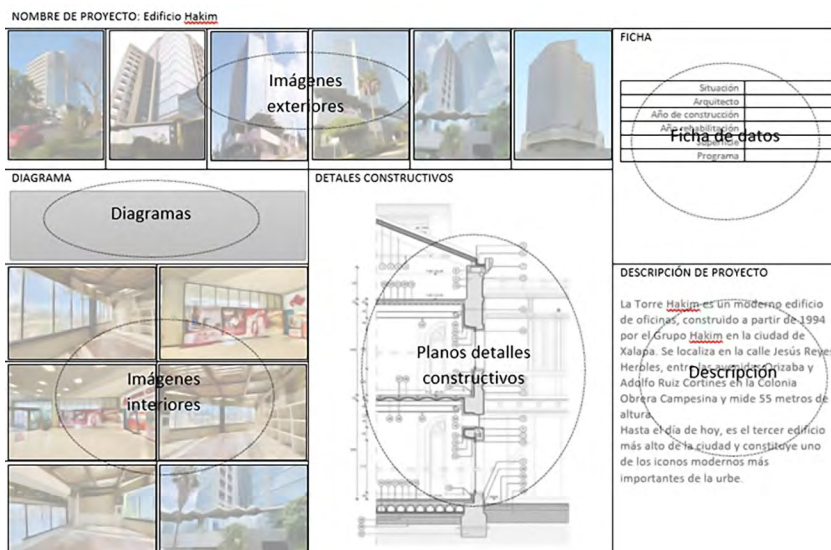 NOMBRE DE PROYECTO: Edificio Hakim
Imágenes
exteriores
FICHA
Situación
Arquitecto
Año de construcción
Año rehabilitación
Superficie
Programa
Ficha de datos
DIAGRAMA
Diagramas
Imágenes
interiores
DETALES CONSTRUCTIVOS
Planos detalles
constructivos
DESCRIPCIÓN DE PROYECTO
La Torre Hakim es un moderno edificio
de oficinas, construido a partir de 1994
por el Grupo Hakim en la ciudad de
Xalapa. Se localiza en la calle Jesús Reyes
Heroles, entre las avenidas Orizaba y
Adolfo Ruiz Cortines en la Colonia
Obrera Campesina y mide 55 metros de
altura.
Hasta el día de hoy, es el tercer edificio
más alto de la ciudad y constituye uno
de los iconos modernos más
importantes de la urbe.
Descripción